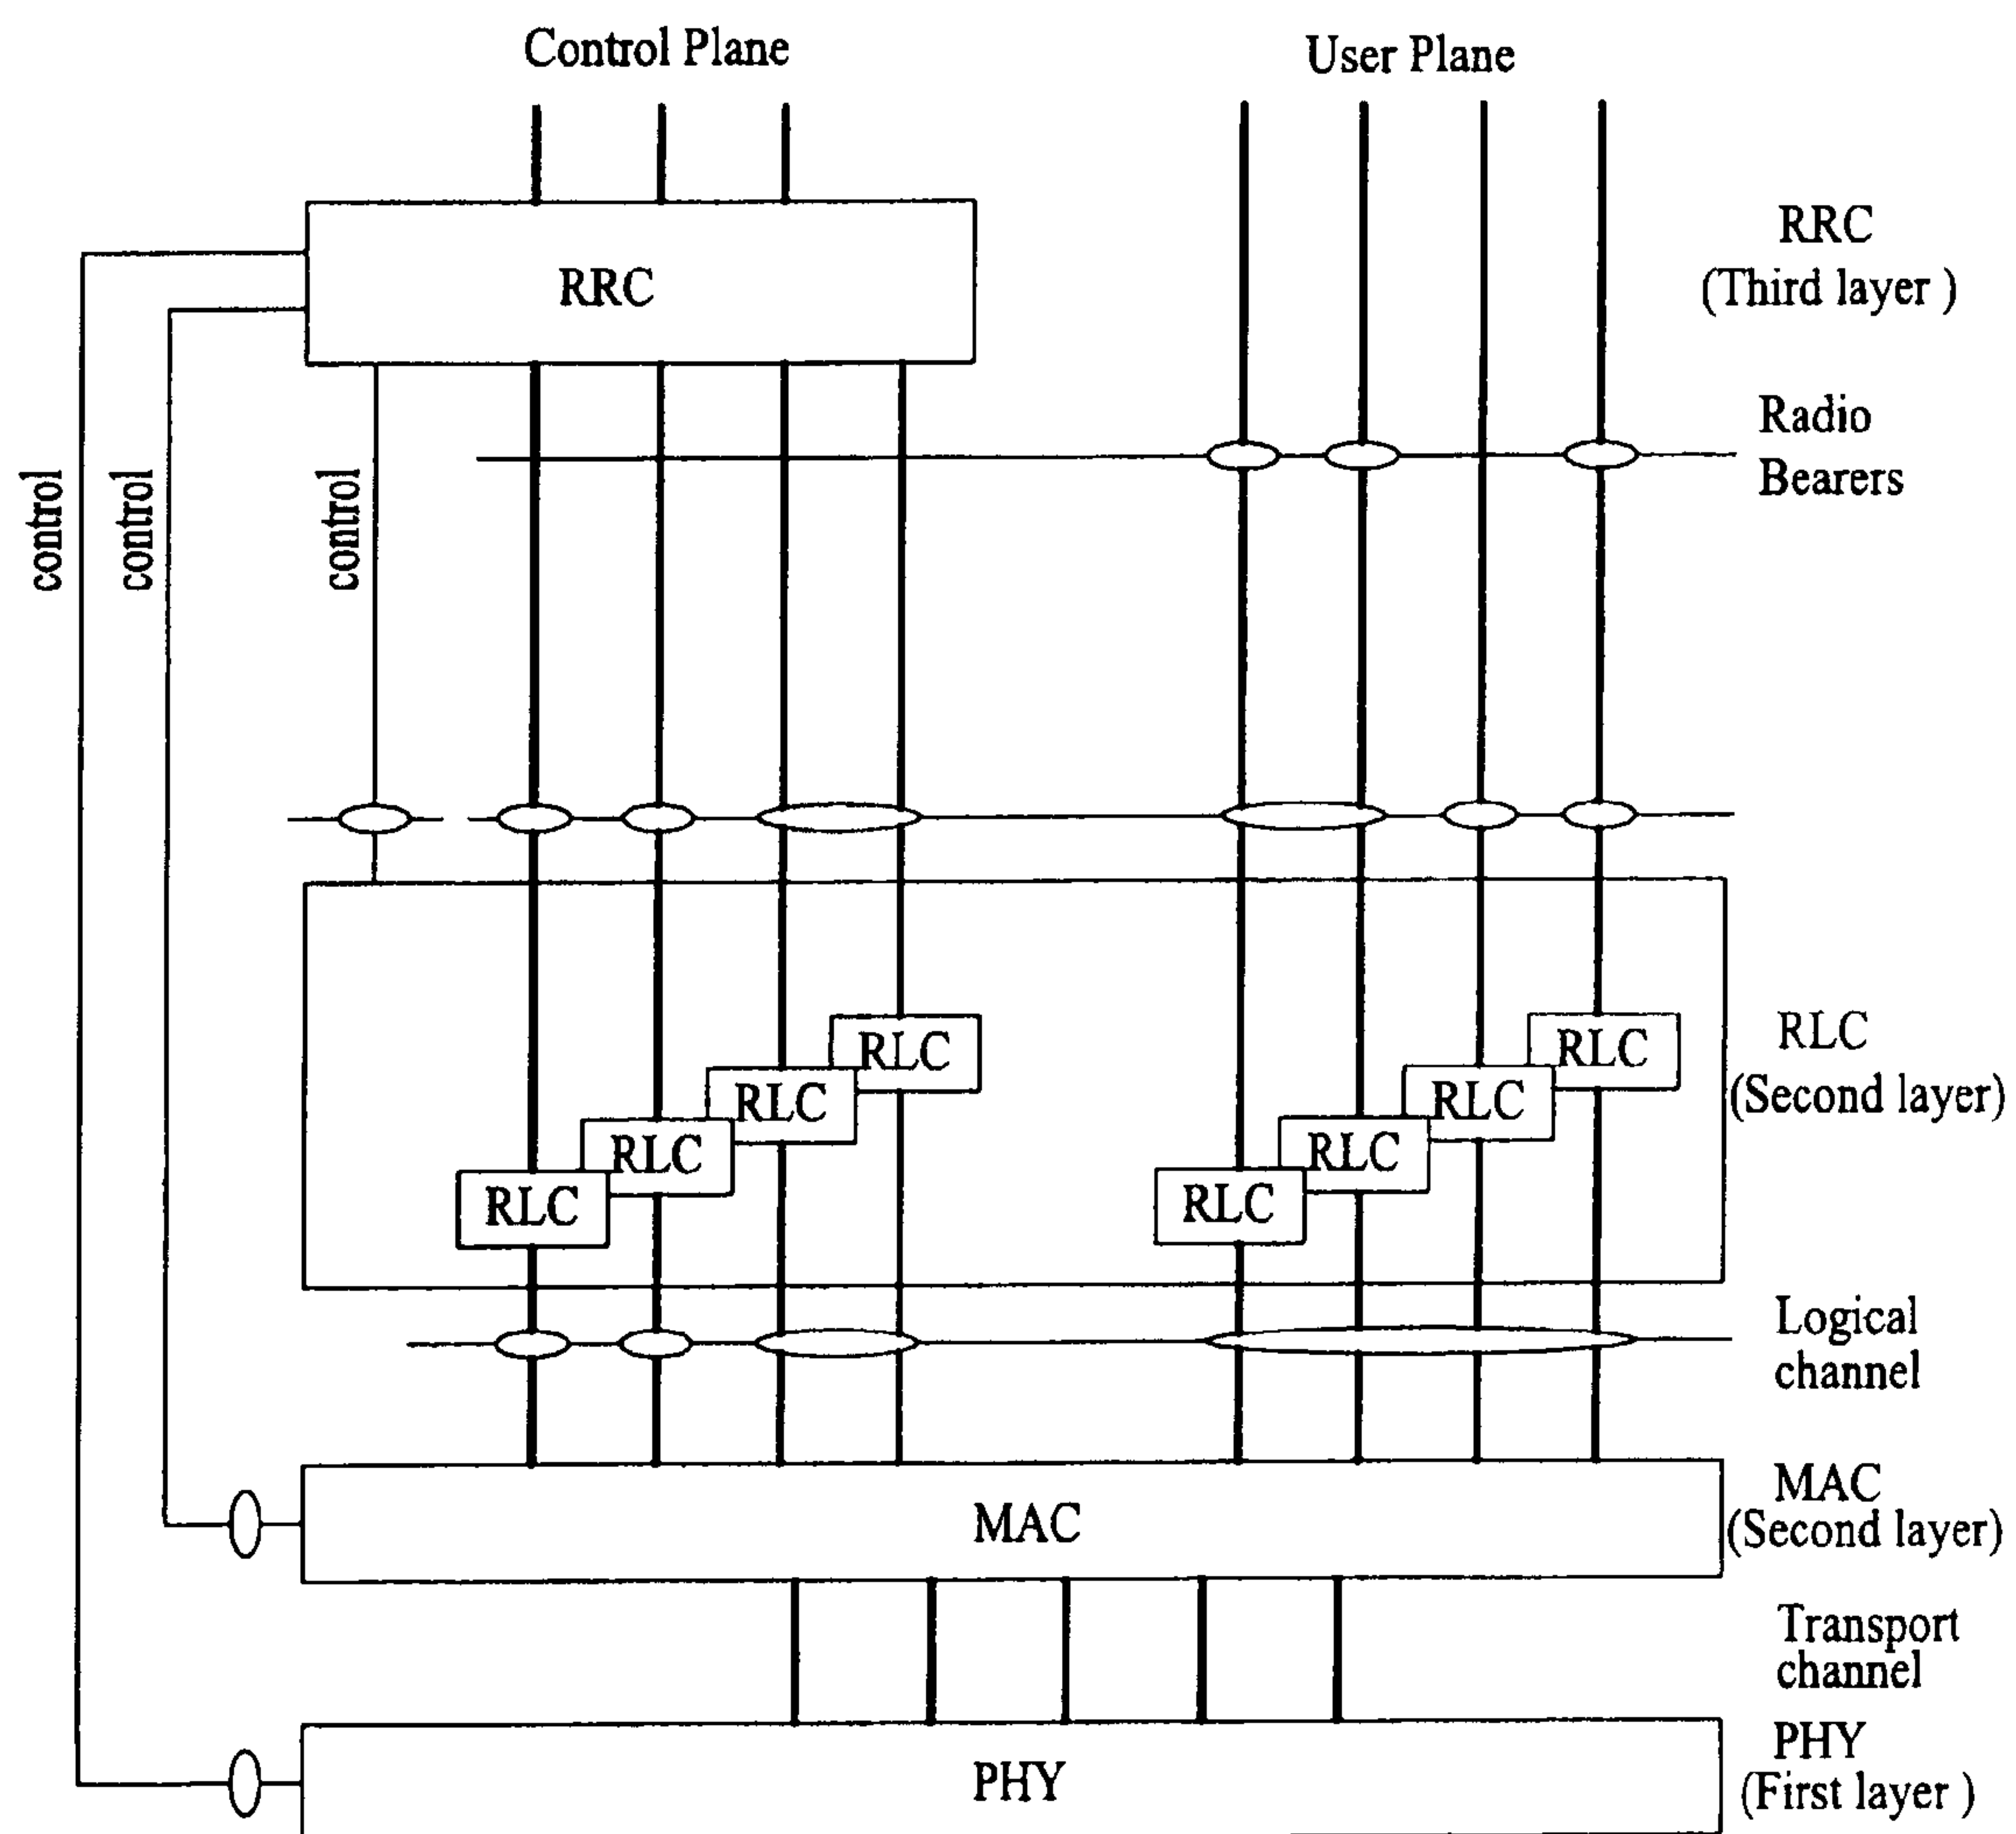 Control Plane
User Plane
RRC
RRC
(Third layer )
Radio
Bearers
control
control
control
RLC
RLC
RLC
RLC
RLC
RLC
RLC
RLC
RLC
(Second layer)
Logical
channel
MAC
MAC
(Second layer)
Transport
channel
PHY
PHY
(First layer )